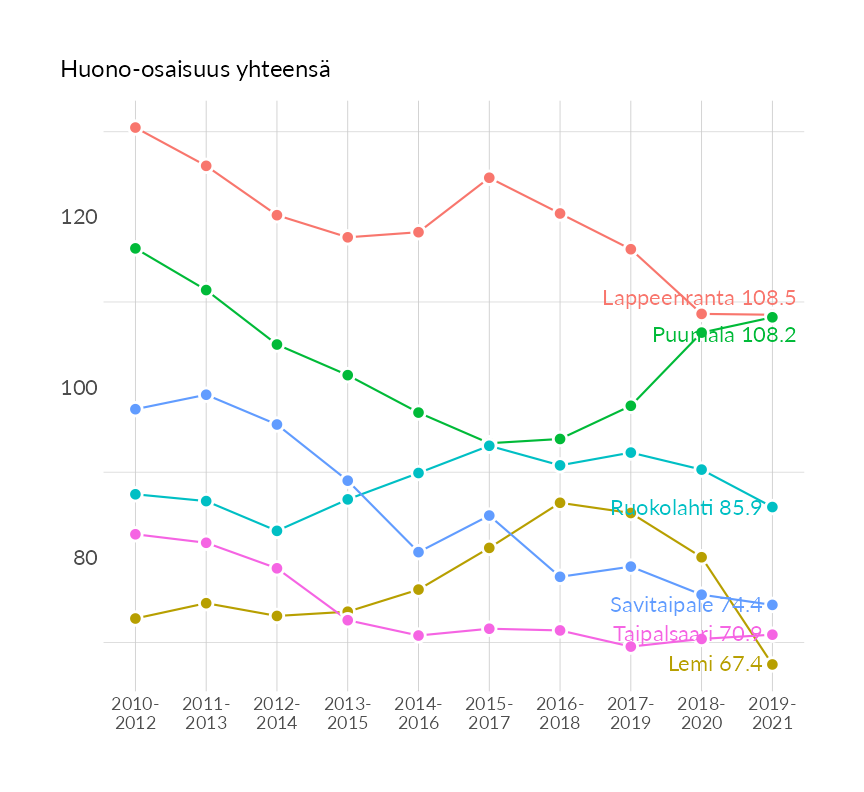 Huono-osaisuus yhteensä
120
100
80
Lappeenranta 108.5
Puumala 108.2
Ruokolahti 85.9
Savitaipale 74.4
Taipalsaari 70.9
Lemi 67.4
2010- 2011- 2012- 2013- 2014- 2015- 2016- 2017- 2018- 2019-
2012 2013 2014 2015 2016 2017 2018 2019 2020 2021